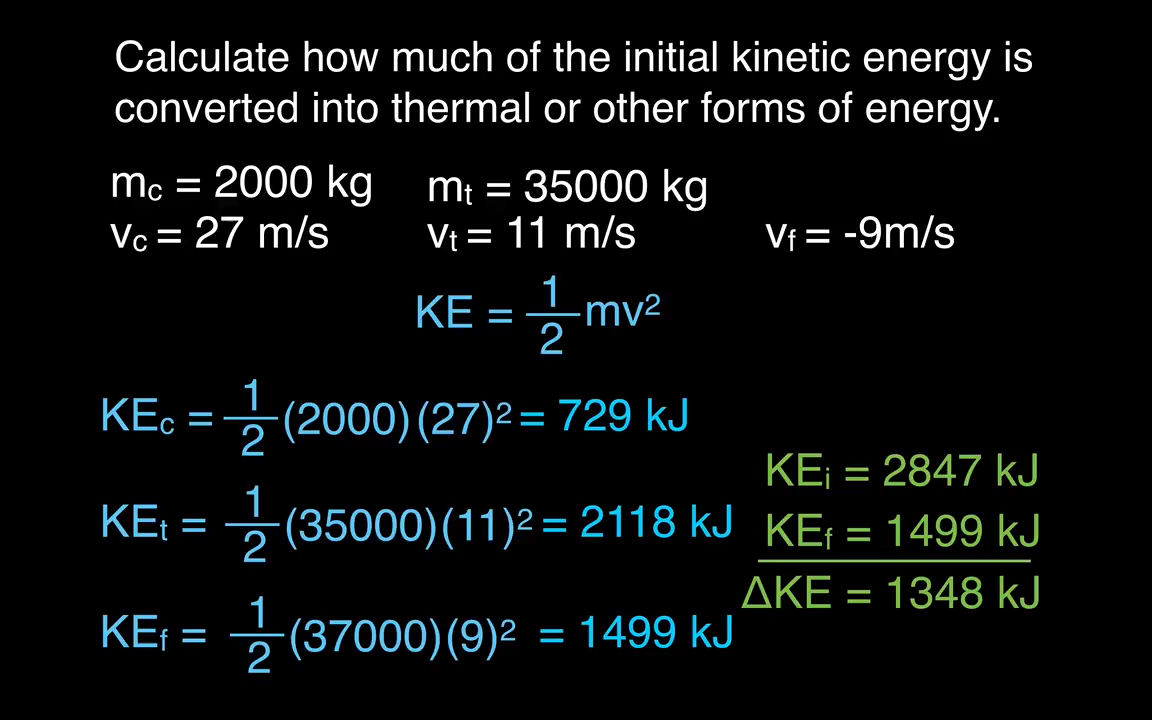 Calculate how much of the initial kinetic energy is
converted into thermal or other forms of energy.
mc = 2000 kg mt = 35000 kg
vc = 27 m/s vt = 11 m/s vf = -9m/s
KE = 1/2 mv²
KEc = 1/2 (2000)(27)² = 729 kJ
KEi = 2847 kJ
KEt = 1/2 (35000)(11)² = 2118 kJ
KEf = 1499 kJ
ΔKE = 1348 kJ
KEf = 1/2 (37000)(9)² = 1499 kJ